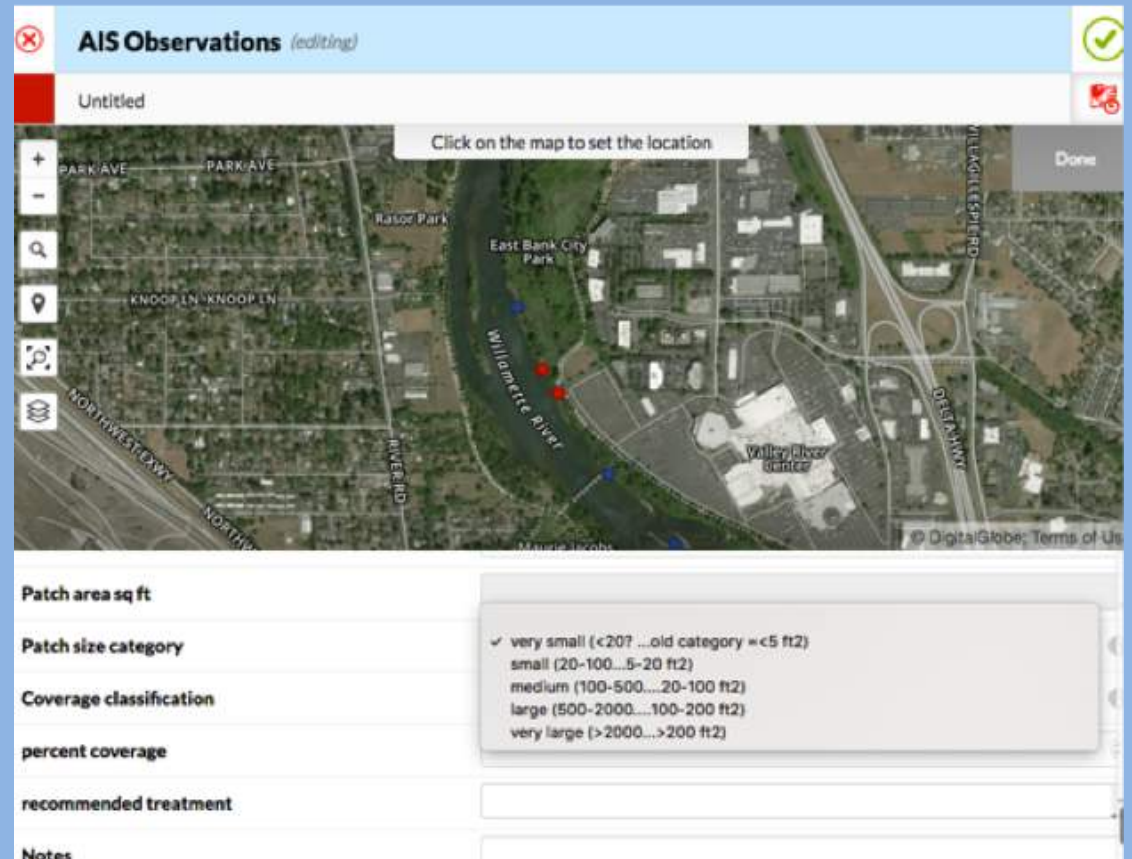 AIS Observations (editing)
Untitled
Click on the map to set the location
Done
+
PARK AVE
PARK AVE
−
Rasor Park
East Bank City
Park
KNOOP LN
KNOOP LN
Willamette River
NORTHWEST EXWY
RIVER RD
DELTA HWY
Valley River
Center
Maurie Jacobs
© DigitalGlobe; Terms of Us
Patch area sq ft
Patch size category
✓ very small (<20? ...old category =<5 ft2)
small (20-100...5-20 ft2)
medium (100-500....20-100 ft2)
large (500-2000....100-200 ft2)
very large (>2000...>200 ft2)
Coverage classification
percent coverage
recommended treatment
Notes